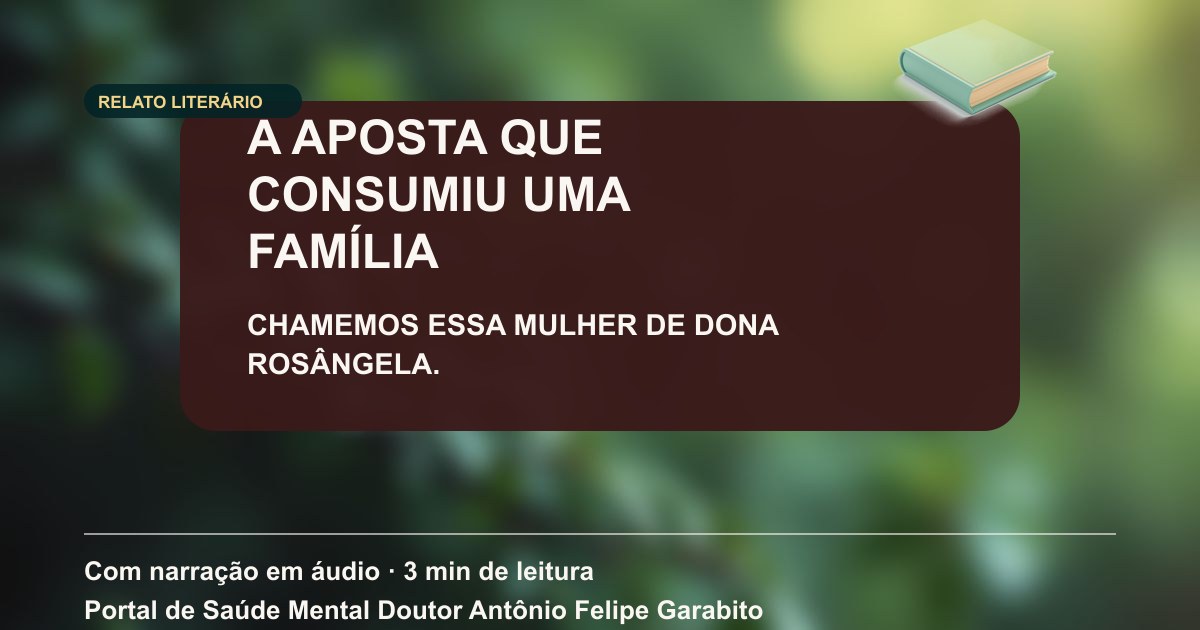 RELATO LITERÁRIO
A APOSTA QUE
CONSUMIU UMA
FAMÍLIA
CHAMEMOS ESSA MULHER DE DONA
ROSÂNGELA.
Com narração em áudio · 3 min de leitura
Portal de Saúde Mental Doutor Antônio Felipe Garabito